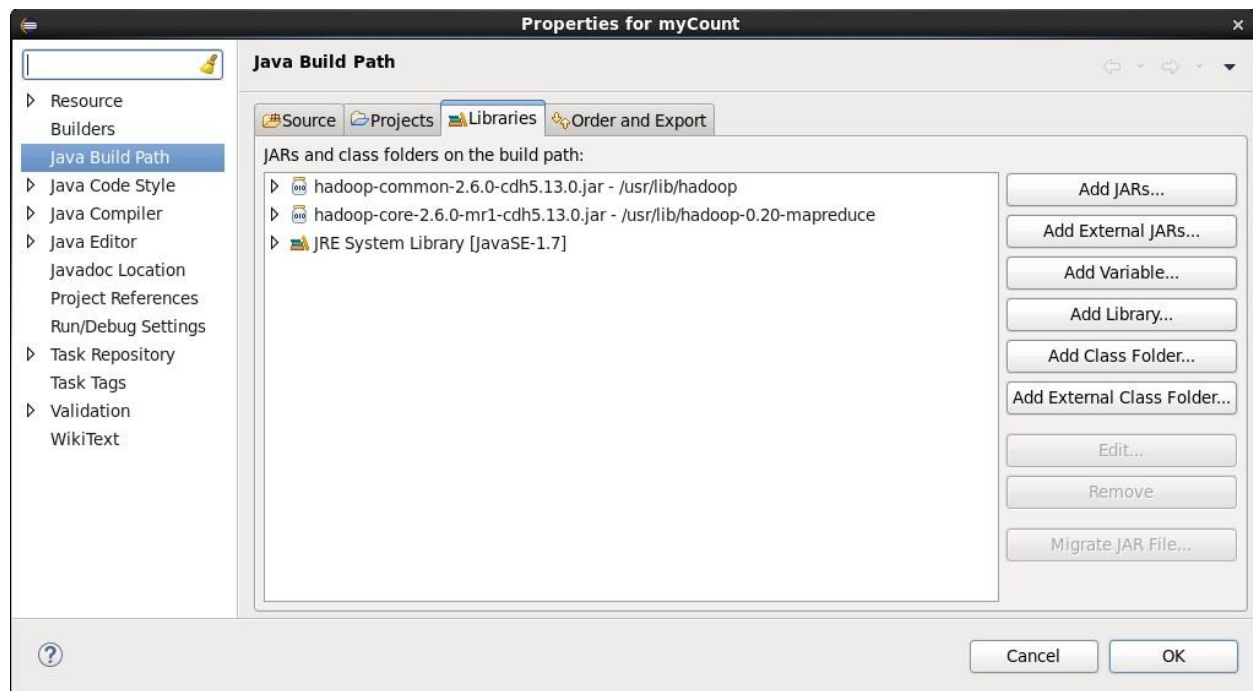 Properties for myCount
Java Build Path
Resource
Builders
Java Build Path
Java Code Style
Java Compiler
Java Editor
Javadoc Location
Project References
Run/Debug Settings
Task Repository
Task Tags
Validation
WikiText
Source Projects Libraries Order and Export
JARs and class folders on the build path:
hadoop-common-2.6.0-cdh5.13.0.jar - /usr/lib/hadoop
hadoop-core-2.6.0-mr1-cdh5.13.0.jar - /usr/lib/hadoop-0.20-mapreduce
JRE System Library [JavaSE-1.7]
Add JARs...
Add External JARs...
Add Variable...
Add Library...
Add Class Folder...
Add External Class Folder...
Edit...
Remove
Migrate JAR File...
Cancel OK